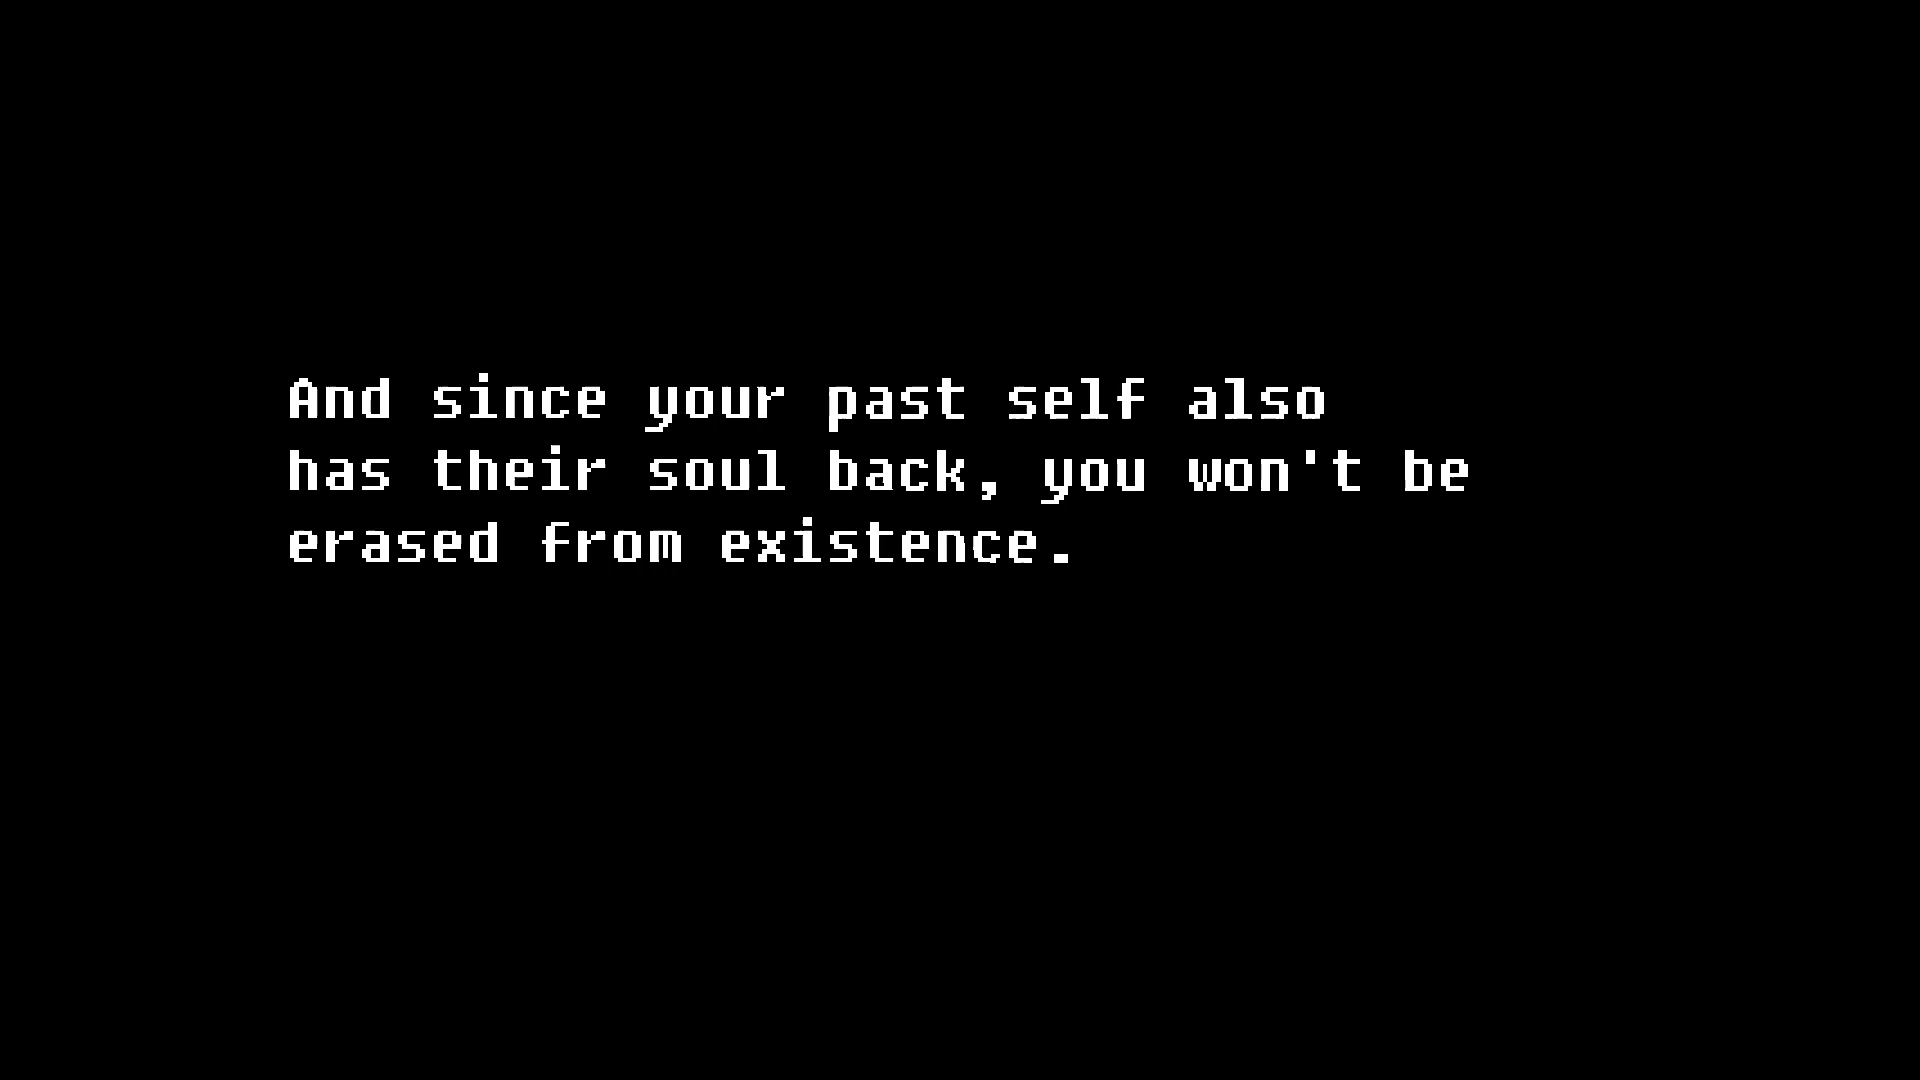 And since your past self also
has their soul back, you won't be
erased from existence.